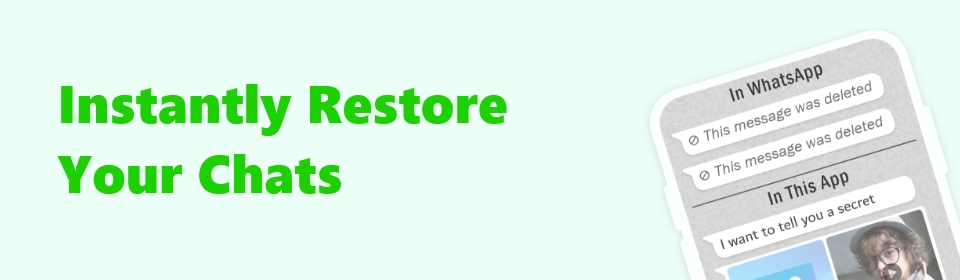 Instantly Restore
Your Chats
In WhatsApp
This message was deleted
This message was deleted
In This App
I want to tell you a secret